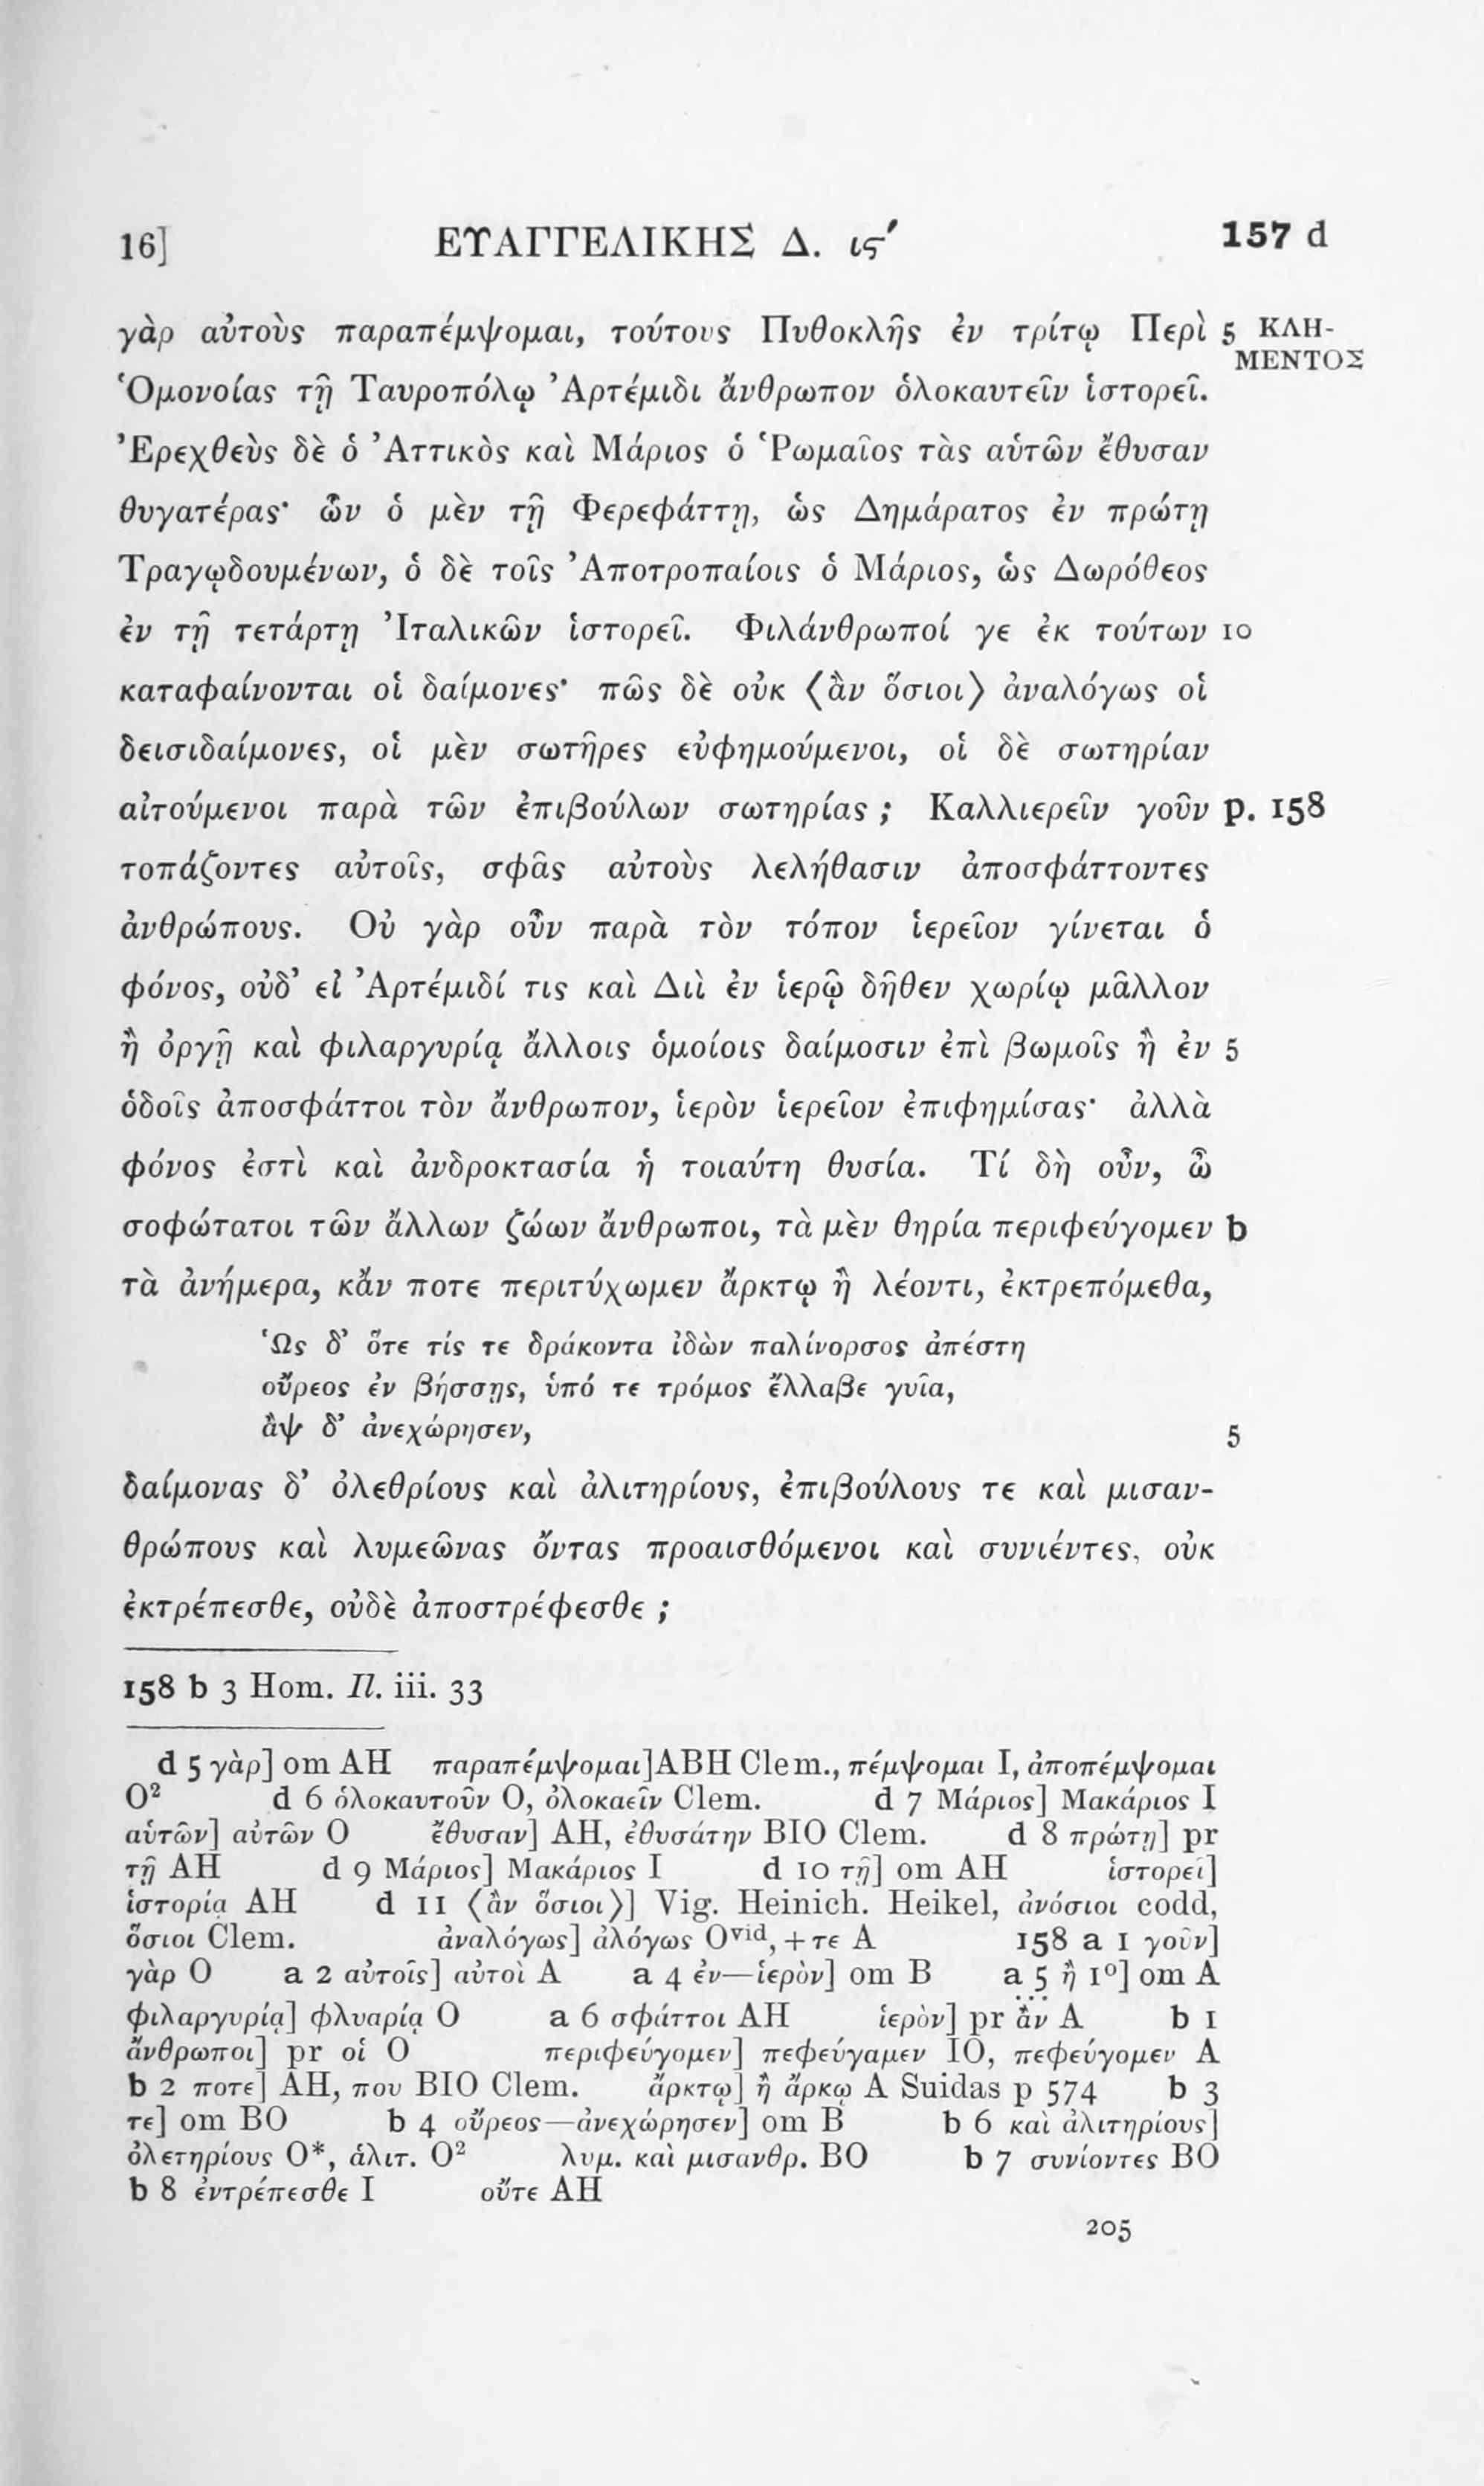 16] ΕΥΑΓΓΕΛΙΚΗΣ Δ. ιϛ′ 157 d
γὰρ αὐτοὺς παραπέμψομαι, τούτους Πυθοκλῆς ἐν τρίτῳ Περὶ 5 ΚΛΗ-
ΜΕΝΤΟΣ
Ὁμονοίας τῇ Ταυροπόλῳ Ἀρτέμιδι ἄνθρωπον ὁλοκαυτεῖν ἱστορεῖ.
Ἐρεχθεὺς δὲ ὁ Ἀττικὸς καὶ Μάριος ὁ Ῥωμαῖος τὰς αὑτῶν ἔθυσαν
θυγατέρας· ὧν ὁ μὲν τῇ Φερεφάττῃ, ὡς Δημάρατος ἐν πρώτῃ
Τραγῳδουμένων, ὁ δὲ τοῖς Ἀποτροπαίοις ὁ Μάριος, ὡς Δωρόθεος
ἐν τῇ τετάρτῃ Ἰταλικῶν ἱστορεῖ. Φιλάνθρωποί γε ἐκ τούτων 10
καταφαίνονται οἱ δαίμονες· πῶς δὲ οὐκ ⟨ἂν ὅσιοι⟩ ἀναλόγως οἱ
δεισιδαίμονες, οἱ μὲν σωτῆρες εὐφημούμενοι, οἱ δὲ σωτηρίαν
αἰτούμενοι παρὰ τῶν ἐπιβούλων σωτηρίας ; Καλλιερεῖν γοῦν p. 158
τοπάζοντες αὐτοῖς, σφᾶς αὐτοὺς λελήθασιν ἀποσφάττοντες
ἀνθρώπους. Οὐ γὰρ οὖν παρὰ τὸν τόπον ἱερεῖον γίνεται ὁ
φόνος, οὐδ’ εἰ Ἀρτέμιδί τις καὶ Διὶ ἐν ἱερῷ δῆθεν χωρίῳ μᾶλλον
ἢ ὀργῇ καὶ φιλαργυρίᾳ ἄλλοις ὁμοίοις δαίμοσιν ἐπὶ βωμοῖς ἢ ἐν 5
ὁδοῖς ἀποσφάττοι τὸν ἄνθρωπον, ἱερὸν ἱερεῖον ἐπιφημίσας· ἀλλὰ
φόνος ἐστὶ καὶ ἀνδροκτασία ἡ τοιαύτη θυσία. Τί δὴ οὖν, ὦ
σοφώτατοι τῶν ἄλλων ζώων ἄνθρωποι, τὰ μὲν θηρία περιφεύγομεν b
τὰ ἀνήμερα, κἄν ποτε περιτύχωμεν ἄρκτῳ ἢ λέοντι, ἐκτρεπόμεθα,
Ὡς δ’ ὅτε τίς τε δράκοντα ἰδὼν παλίνορσος ἀπέστη
οὔρεος ἐν βήσσῃς, ὑπό τε τρόμος ἔλλαβε γυῖα,
ἂψ δ’ ἀνεχώρησεν, 5
δαίμονας δ’ ὀλεθρίους καὶ ἀλιτηρίους, ἐπιβούλους τε καὶ μισαν-
θρώπους καὶ λυμεῶνας ὄντας προαισθόμενοι καὶ συνιέντες, οὐκ
ἐκτρέπεσθε, οὐδὲ ἀποστρέφεσθε ;
158 b 3 Hom. Il. iii. 33
d 5 γὰρ] om AH παραπέμψομαι] ABH Clem., πέμψομαι I, ἀποπέμψομαι
O² d 6 ὁλοκαυτοῦν O, ὁλοκαεῖν Clem. d 7 Μάριος] Μακάριος I
αὑτῶν] αὐτῶν O ἔθυσαν] AH, ἐθυσάτην BIO Clem. d 8 πρώτῃ] pr
τῇ AH d 9 Μάριος] Μακάριος I d 10 τῇ] om AH ἱστορεῖ]
ἱστορίᾳ AH d 11 ⟨ἂν ὅσιοι⟩] Vig. Heinich. Heikel, ἀνόσιοι codd,
ὅσιοι Clem. ἀναλόγως] ἀλόγως Oᵛⁱᵈ, + τε A 158 a 1 γοῦν]
γὰρ O a 2 αὐτοῖς] αὐτοὶ A a 4 ἐν—ἱερὸν] om B a 5 ἢ 1º] om A
φιλαργυρίᾳ] φλυαρίᾳ O a 6 σφάττοι AH ἱερὸν] pr ἂν A b 1
ἄνθρωποι] pr οἱ O περιφεύγομεν] πεφεύγαμεν IO, πεφεύγομεν A
b 2 ποτε] AH, που BIO Clem. ἄρκτῳ] ἢ ἄρκῳ A Suidas p 574 b 3
τε] om BO b 4 οὔρεος—ἀνεχώρησεν] om B b 6 καὶ ἀλιτηρίους]
ὀλετηρίους O*, ἁλιτ. O² λυμ. καὶ μισανθρ. BO b 7 συνίοντες BO
b 8 ἐντρέπεσθε I οὔτε AH
205